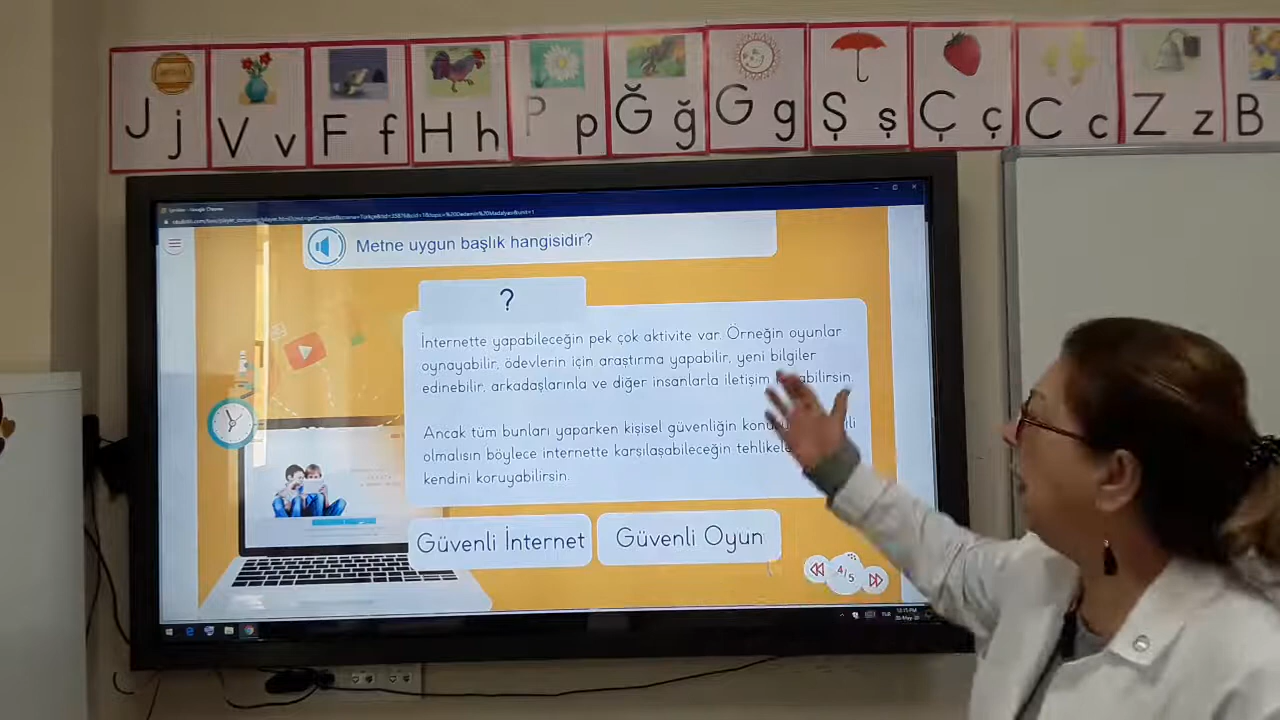 J j V v F f H h P p Ğ ğ G g Ş ş Ç ç C c Z z B
Metne uygun başlık hangisidir?
?
İnternette yapabileceğin pek çok aktivite var. Örneğin oyunlar
oynayabilir, ödevlerin için araştırma yapabilir, yeni bilgiler
edinebilir, arkadaşlarınla ve diğer insanlarla iletişim
Ancak tüm bunları yaparken kişisel güvenliğin
olmalısın böylece internette karşılaşabileceğin
kendini koruyabilirsin.
Güvenli İnternet
Güvenli Oyun
4/5